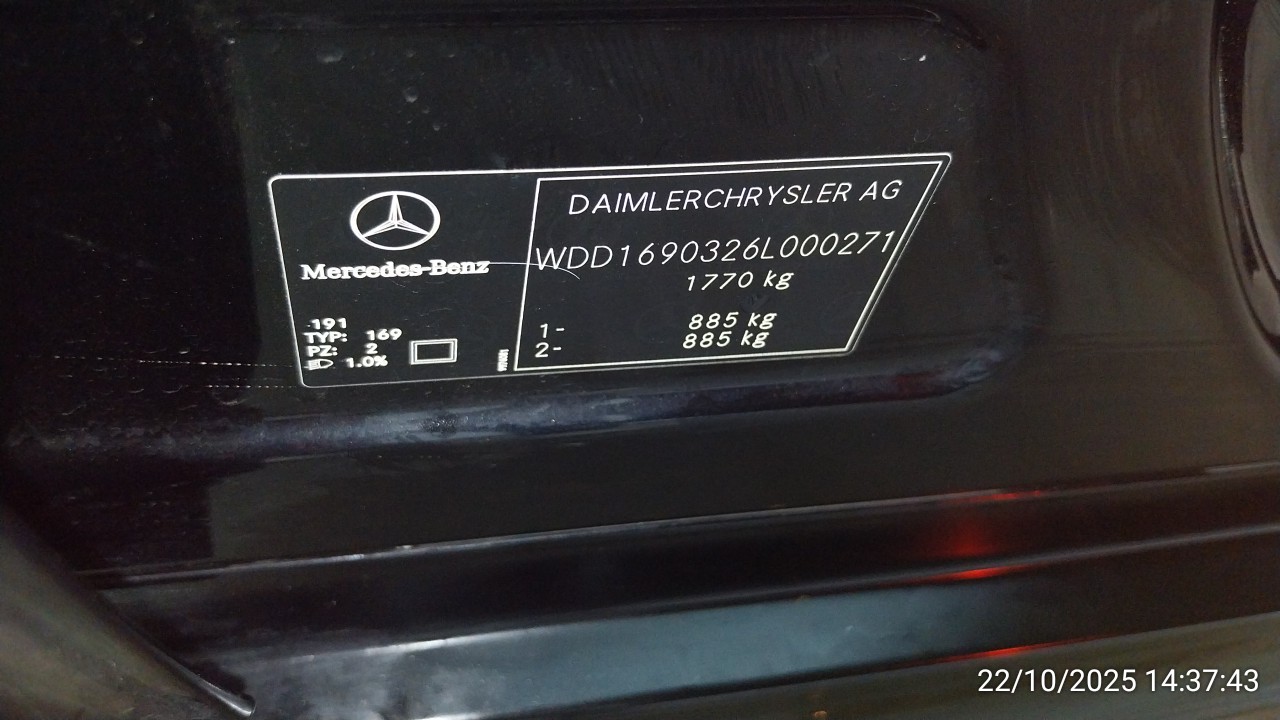 Mercedes-Benz
.191
TYP: 169
PZ: 2
1.0%
DAIMLERCHRYSLER AG
WDD1690326L000271
1770 kg
1- 885 kg
2- 885 kg
22/10/2025 14:37:43